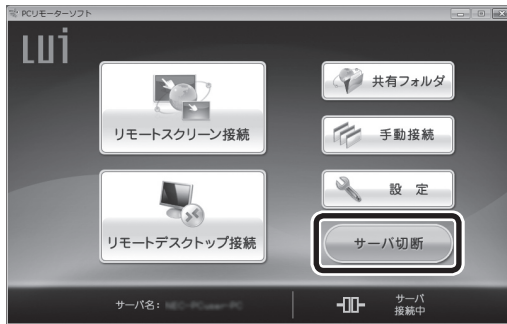 PCリモーターソフト
Lui
リモートスクリーン接続
共有フォルダ
手動接続
設 定
リモートデスクトップ接続
サーバ切断
サーバ名:
サーバ
接続中